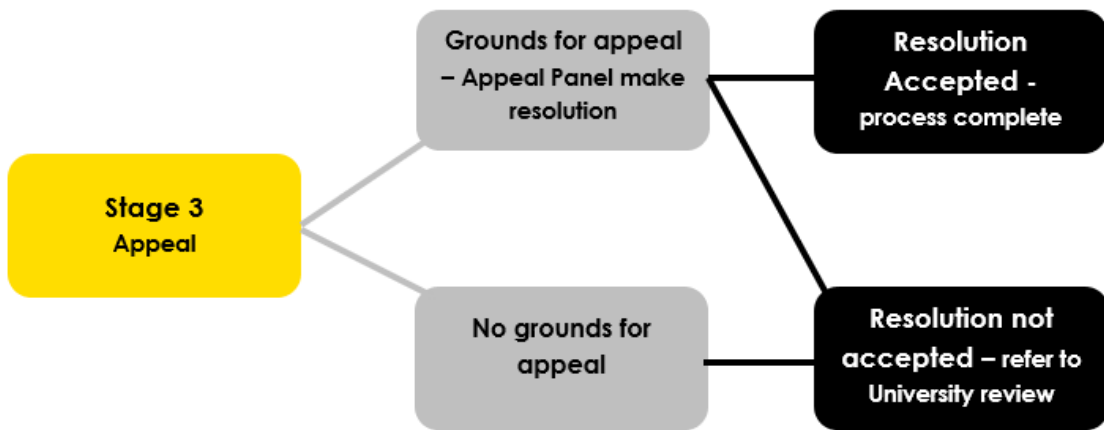 Stage 3
Appeal
Grounds for appeal
– Appeal Panel make
resolution
No grounds for
appeal
Resolution
Accepted -
process complete
Resolution not
accepted – refer to
University review